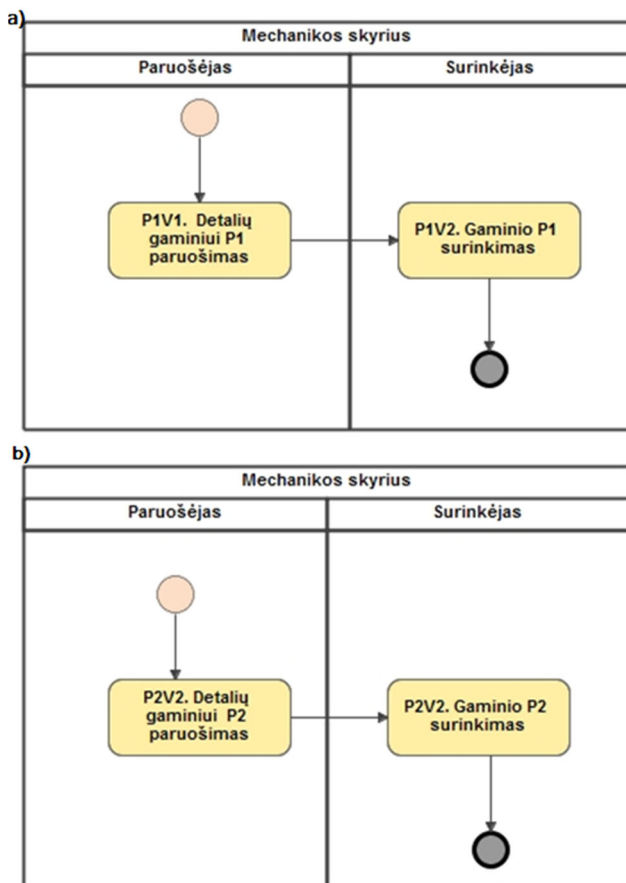 a)
Mechanikos skyrius
Paruošėjas
Surinkėjas
P1V1. Detalių
gaminiui P1
paruošimas
P1V2. Gaminio P1
surinkimas
b)
Mechanikos skyrius
Paruošėjas
Surinkėjas
P2V2. Detalių
gaminiui P2
paruošimas
P2V2. Gaminio P2
surinkimas